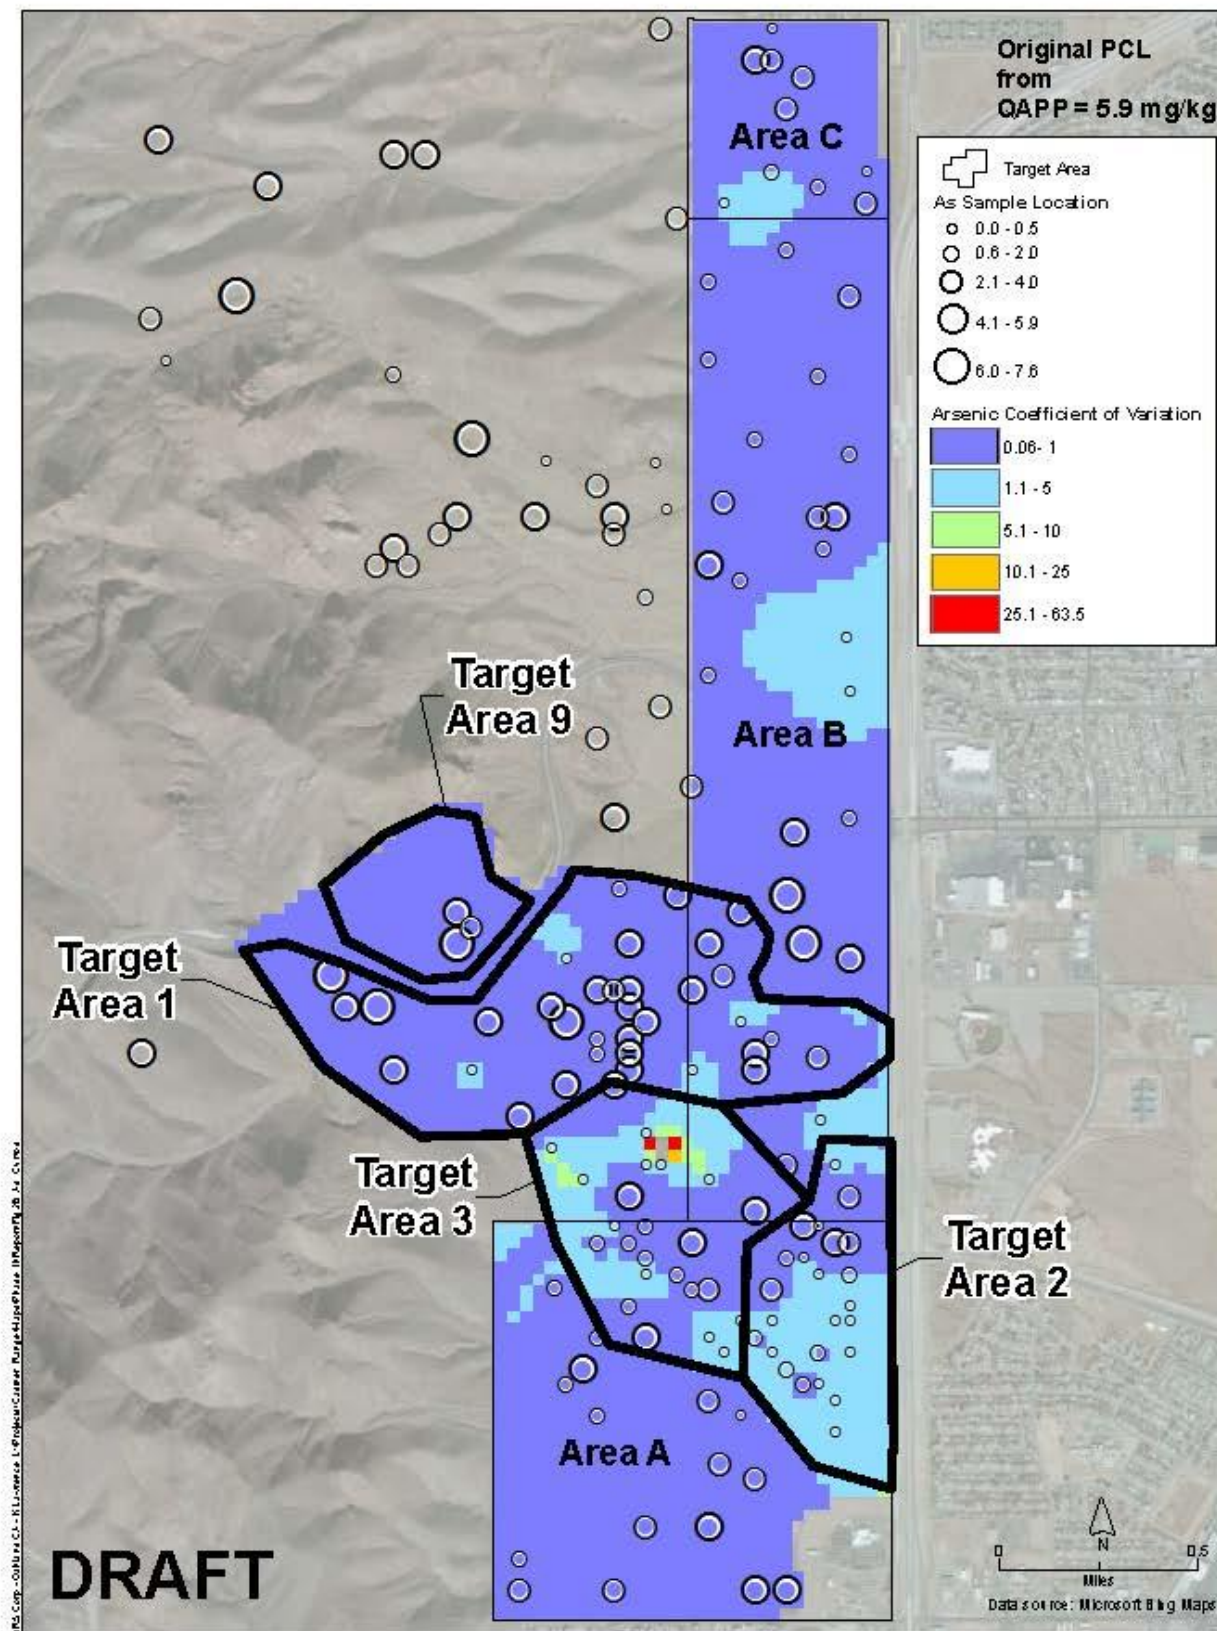 Original PCL
from
QAPP = 5.9 mg/kg
Target Area
As Sample Location
0.0 - 0.5
0.6 - 2.0
2.1 - 4.0
4.1 - 5.9
6.0 - 7.6
Arsenic Coefficient of Variation
0.06- 1
1.1 - 5
5.1 - 10
10.1 - 25
25.1 - 63.5
Area C
Target
Area 9
Area B
Target
Area 1
Target
Area 3
Target
Area 2
Area A
DRAFT
N
0 0.5
Miles
Data source: Microsoft Bing Maps